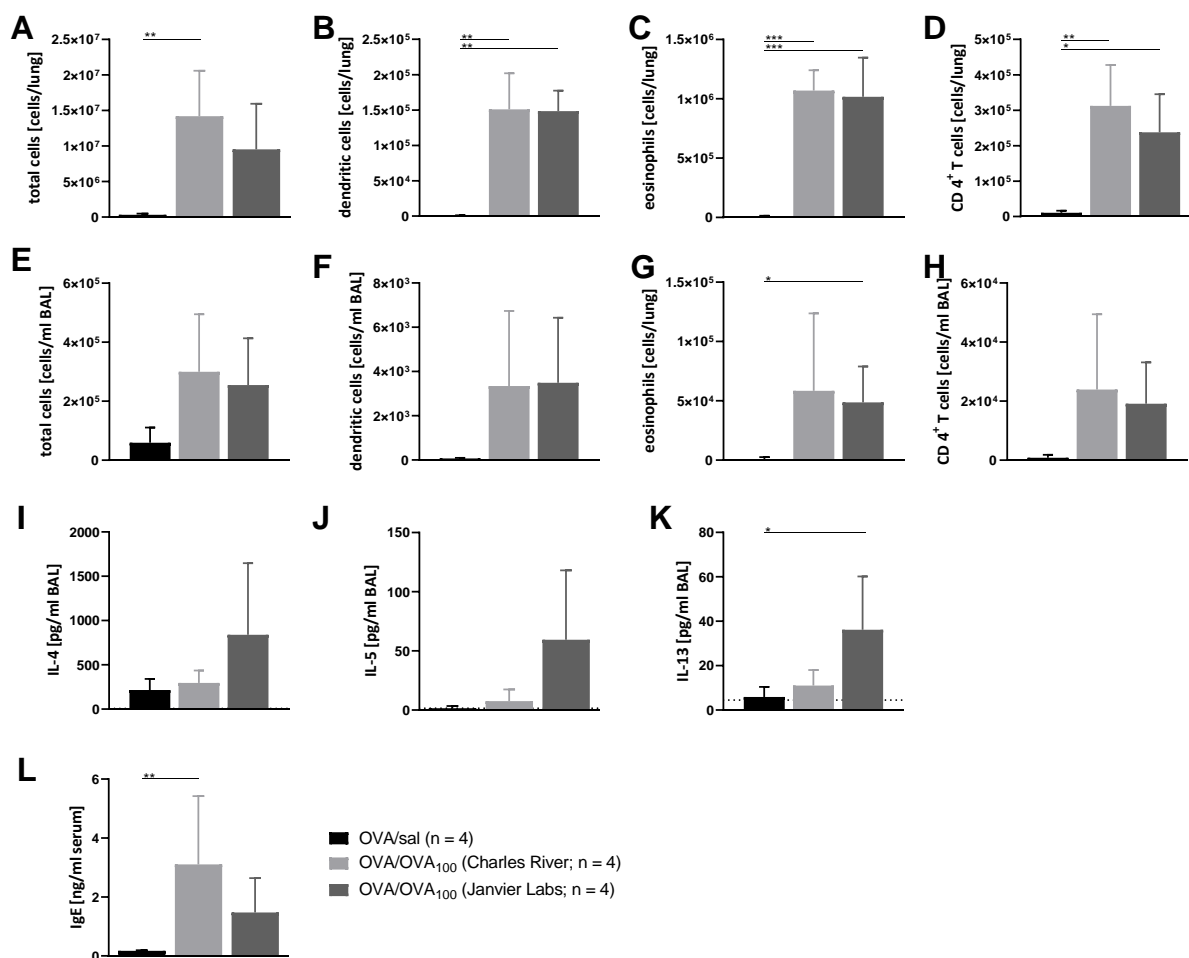 A
total cells [cells/lung]
2.5×10⁷
2×10⁷
1.5×10⁷
1×10⁷
5×10⁶
0
**
B
dendritic cells [cells/lung]
2.5×10⁵
2×10⁵
1.5×10⁵
1×10⁵
5×10⁴
0
**
**
C
eosinophils [cells/lung]
1.5×10⁶
1×10⁶
5×10⁵
0
***
***
D
CD 4⁺ T cells [cells/lung]
5×10⁵
4×10⁵
3×10⁵
2×10⁵
1×10⁵
0
**
*
E
total cells [cells/ml BAL]
6×10⁵
4×10⁵
2×10⁵
0
F
dendritic cells [cells/ml BAL]
8×10³
6×10³
4×10³
2×10³
0
G
eosinophils [cells/lung]
1.5×10⁵
1×10⁵
5×10⁴
0
*
H
CD 4⁺ T cells [cells/ml BAL]
6×10⁴
4×10⁴
2×10⁴
0
I
IL-4 [pg/ml BAL]
2000
1500
1000
500
0
J
IL-5 [pg/ml BAL]
150
100
50
0
K
IL-13 [pg/ml BAL]
80
60
40
20
0
*
L
IgE [ng/ml serum]
6
4
2
0
**
OVA/sal (n = 4)
OVA/OVA₁₀₀ (Charles River; n = 4)
OVA/OVA₁₀₀ (Janvier Labs; n = 4)